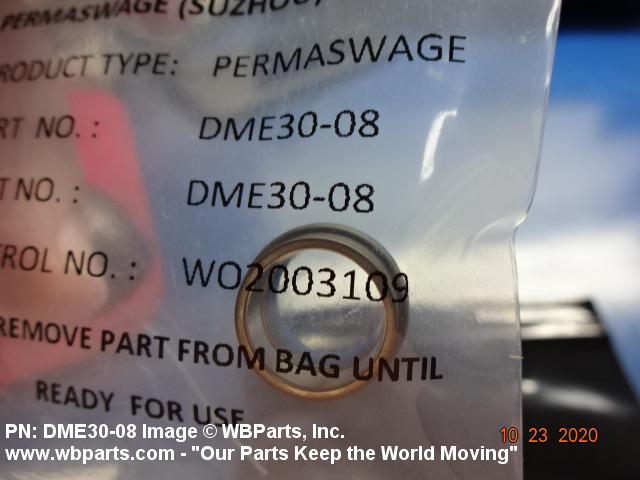 PERMASWAGE (SUZHOU)
RODUCT TYPE: PERMASWAGE
RT NO. : DME30-08
T NO. : DME30-08
ROL NO. : WO2003109
REMOVE PART FROM BAG UNTIL
READY FOR USE
PN: DME30-08 Image © WBParts, Inc.
www.wbparts.com - "Our Parts Keep the World Moving"
10 23 2020